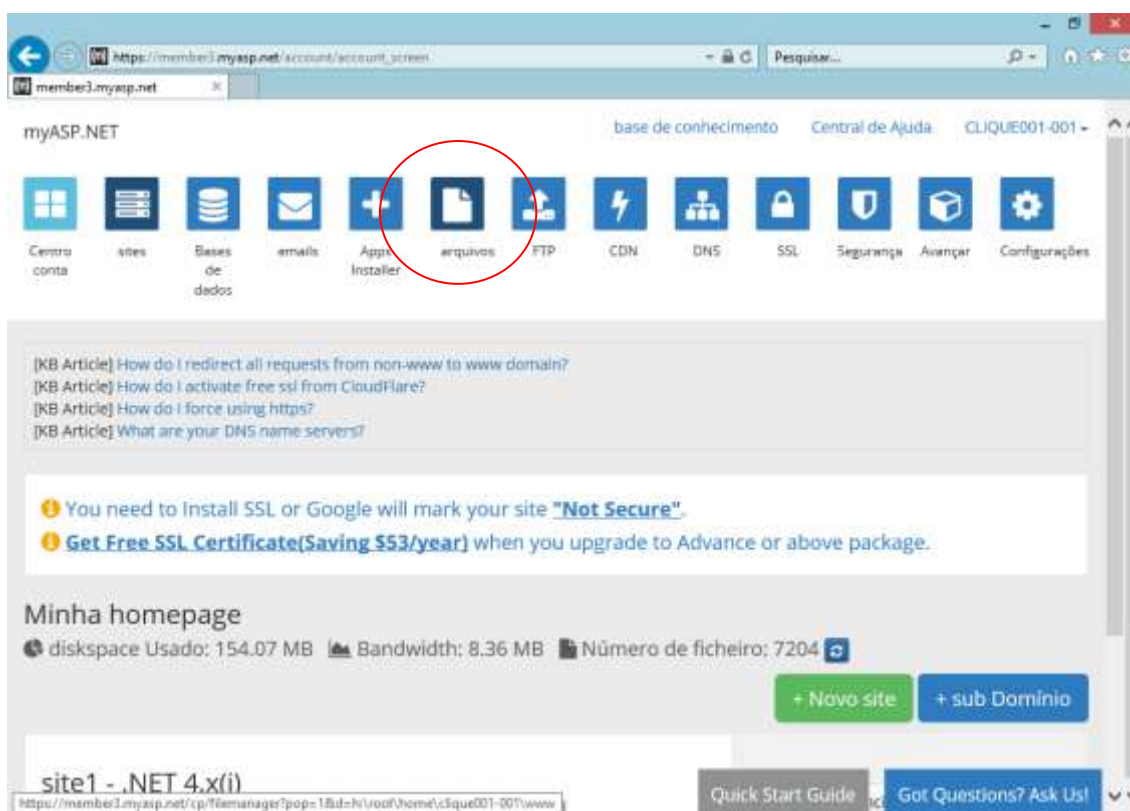 https://member3.myasp.net/account/account_screen
Pesquisar...
member3.myasp.net
myASP.NET
base de conhecimento
Central de Ajuda
CLIQUE001-001
Centro conta
sites
Bases de dados
emails
Apps Installer
arquivos
FTP
CDN
DNS
SSL
Segurança
Avançar
Configurações
[KB Article] How do I redirect all requests from non-www to www domain?
[KB Article] How do I activate free ssl from CloudFlare?
[KB Article] How do I force using https?
[KB Article] What are your DNS name servers?
You need to Install SSL or Google will mark your site "Not Secure".
Get Free SSL Certificate(Saving $53/year) when you upgrade to Advance or above package.
Minha homepage
diskspace Usado: 154.07 MB Bandwidth: 8.36 MB Número de ficheiro: 7204
+ Novo site
+ sub Domínio
site1 - .NET 4.x(i)
Quick Start Guide
Got Questions? Ask Us!